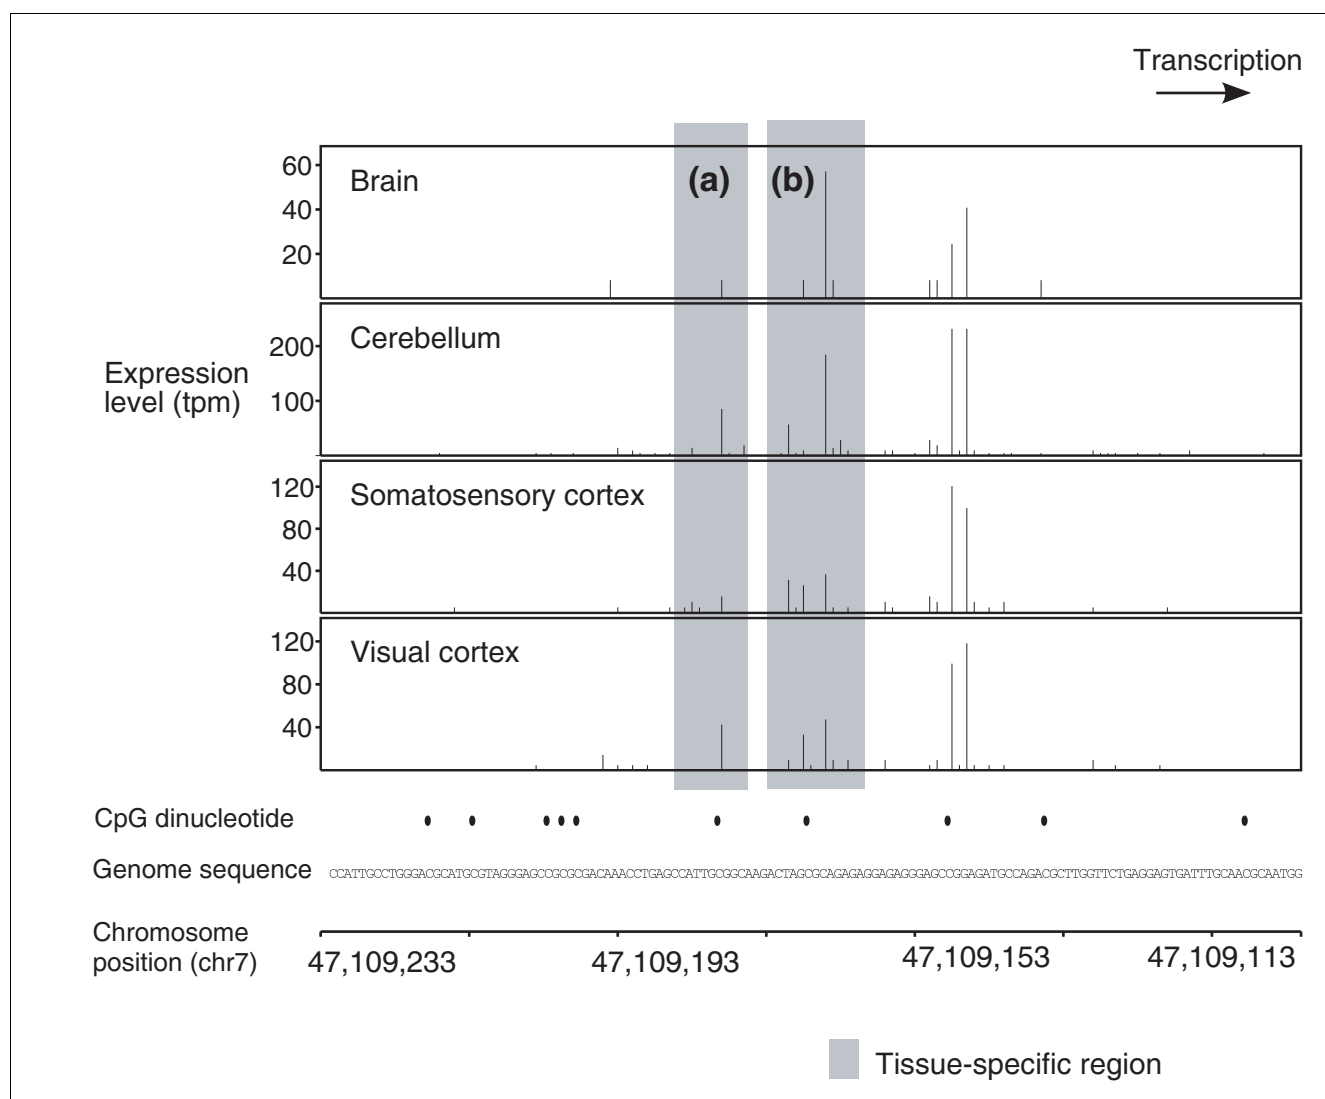 Transcription
(a)
(b)
60
Brain
40
20
Cerebellum
200
Expression
level (tpm)
100
120
Somatosensory cortex
80
40
120
Visual cortex
80
40
CpG dinucleotide
Genome sequence CCATTGCCTGGGACGCATGCGTAGGGAGCCGCGCGACAAACCTGAGCCATTGCGGCAAGACTAGCGCAGAGAGGAGAGGGAGCCGGAGATGCCAGACGCTTGGTTCTGAGGAGTGATTTGCAACGCAATGG
Chromosome
position (chr7) 47,109,233 47,109,193 47,109,153 47,109,113
Tissue-specific region